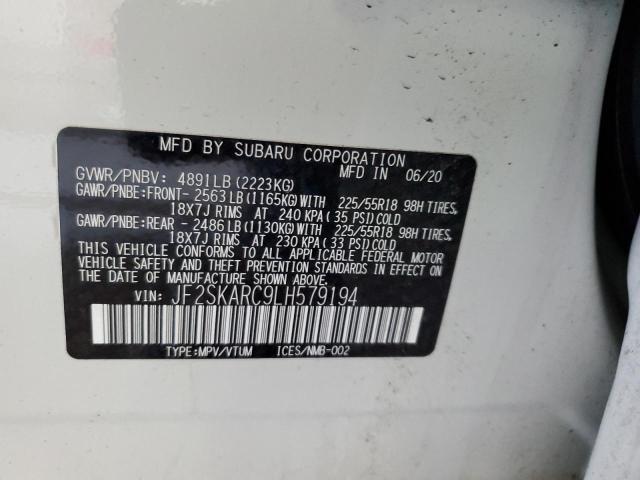 MFD BY SUBARU CORPORATION MFD IN 06/20
GVWR/PNBV: 4891LB(2223KG)
GAWR/PNBE:FRONT-2563LB(1165KG)WITH 225/55R18 98H TIRES,
18X7J RIMS AT 240 KPA(35 PSI)COLD
GAWR/PNBE:REAR -2486LB(1130KG)WITH 225/55R18 98H TIRES,
18X7J RIMS AT 230 KPA(33 PSI)COLD
THIS VEHICLE CONFORMS TO ALL APPLICABLE FEDERAL MOTOR
VEHICLE SAFETY AND THEFT PREVENTION STANDARDS IN EFFECT
ON THE DATE OF MANUFACTURE SHOWN ABOVE.
VIN: JF2SKARC9LH579194
TYPE:MPV/VTUM ICES/NMB-002